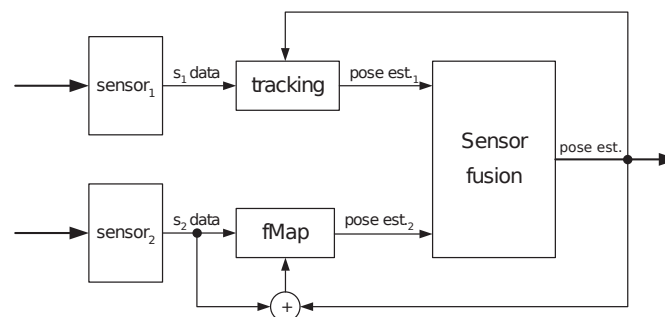 sensor₁
s₁ data
tracking
pose est.₁
Sensor
fusion
pose est.
sensor₂
s₂ data
fMap
pose est.₂
+